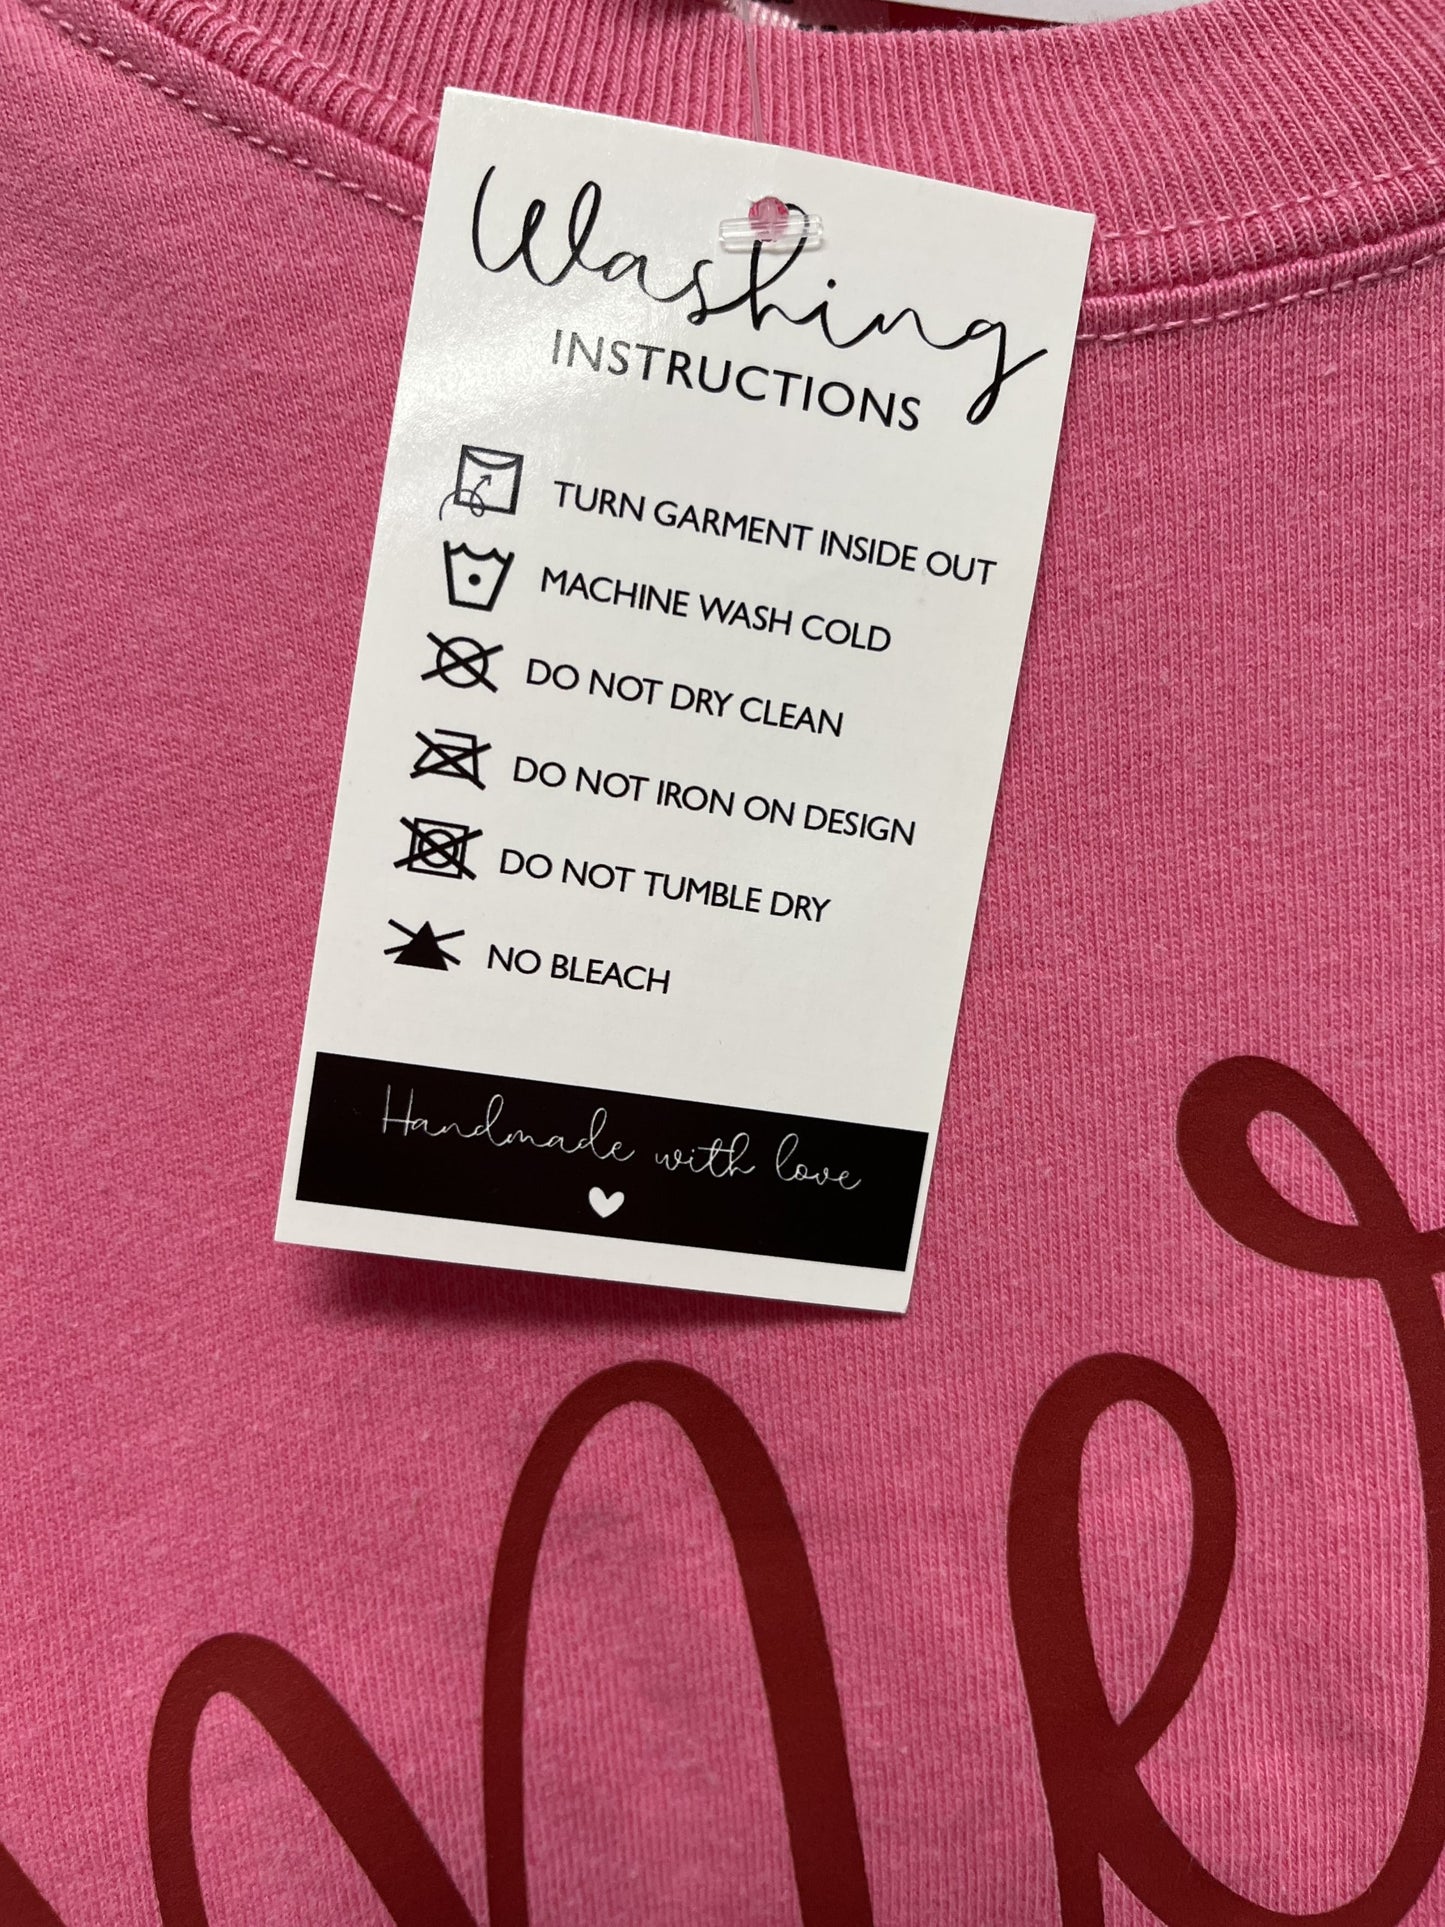 Washing
INSTRUCTIONS
TURN GARMENT INSIDE OUT
MACHINE WASH COLD
DO NOT DRY CLEAN
DO NOT IRON ON DESIGN
DO NOT TUMBLE DRY
NO BLEACH
Handmade with love